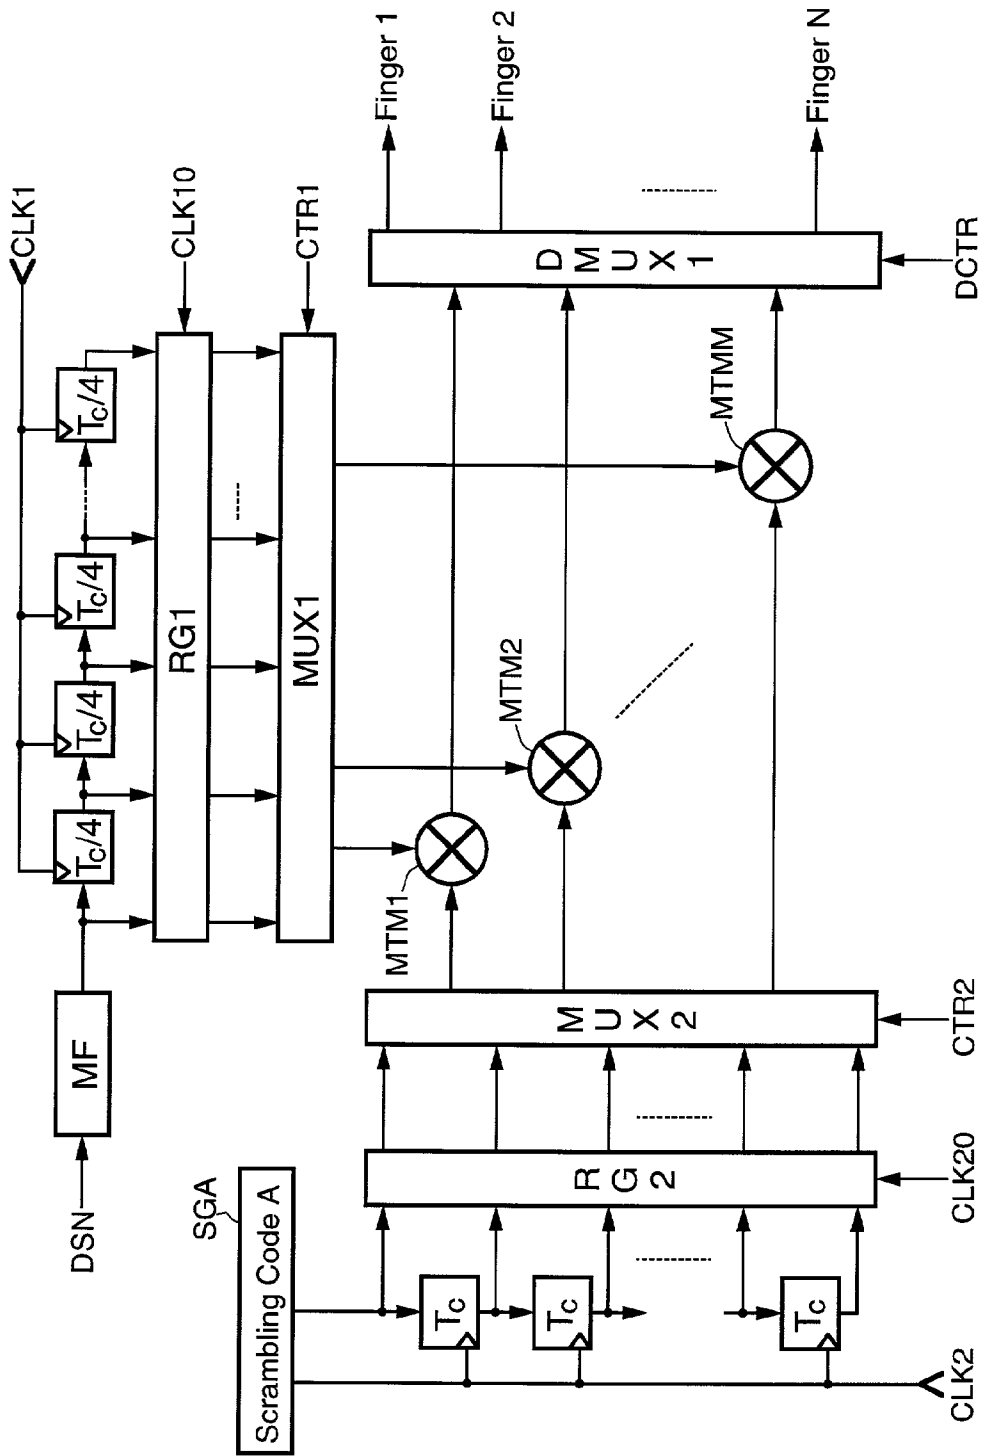 DSN
MF
Tc/4
Tc/4
Tc/4
Tc/4
CLK1
RG1
CLK10
MUX1
CTR1
SGA
Scrambling Code A
Tc
Tc
Tc
CLK2
RG2
CLK20
MUX2
CTR2
MTM1
MTM2
MTMM
DMUX1
DCTR
Finger 1
Finger 2
Finger N